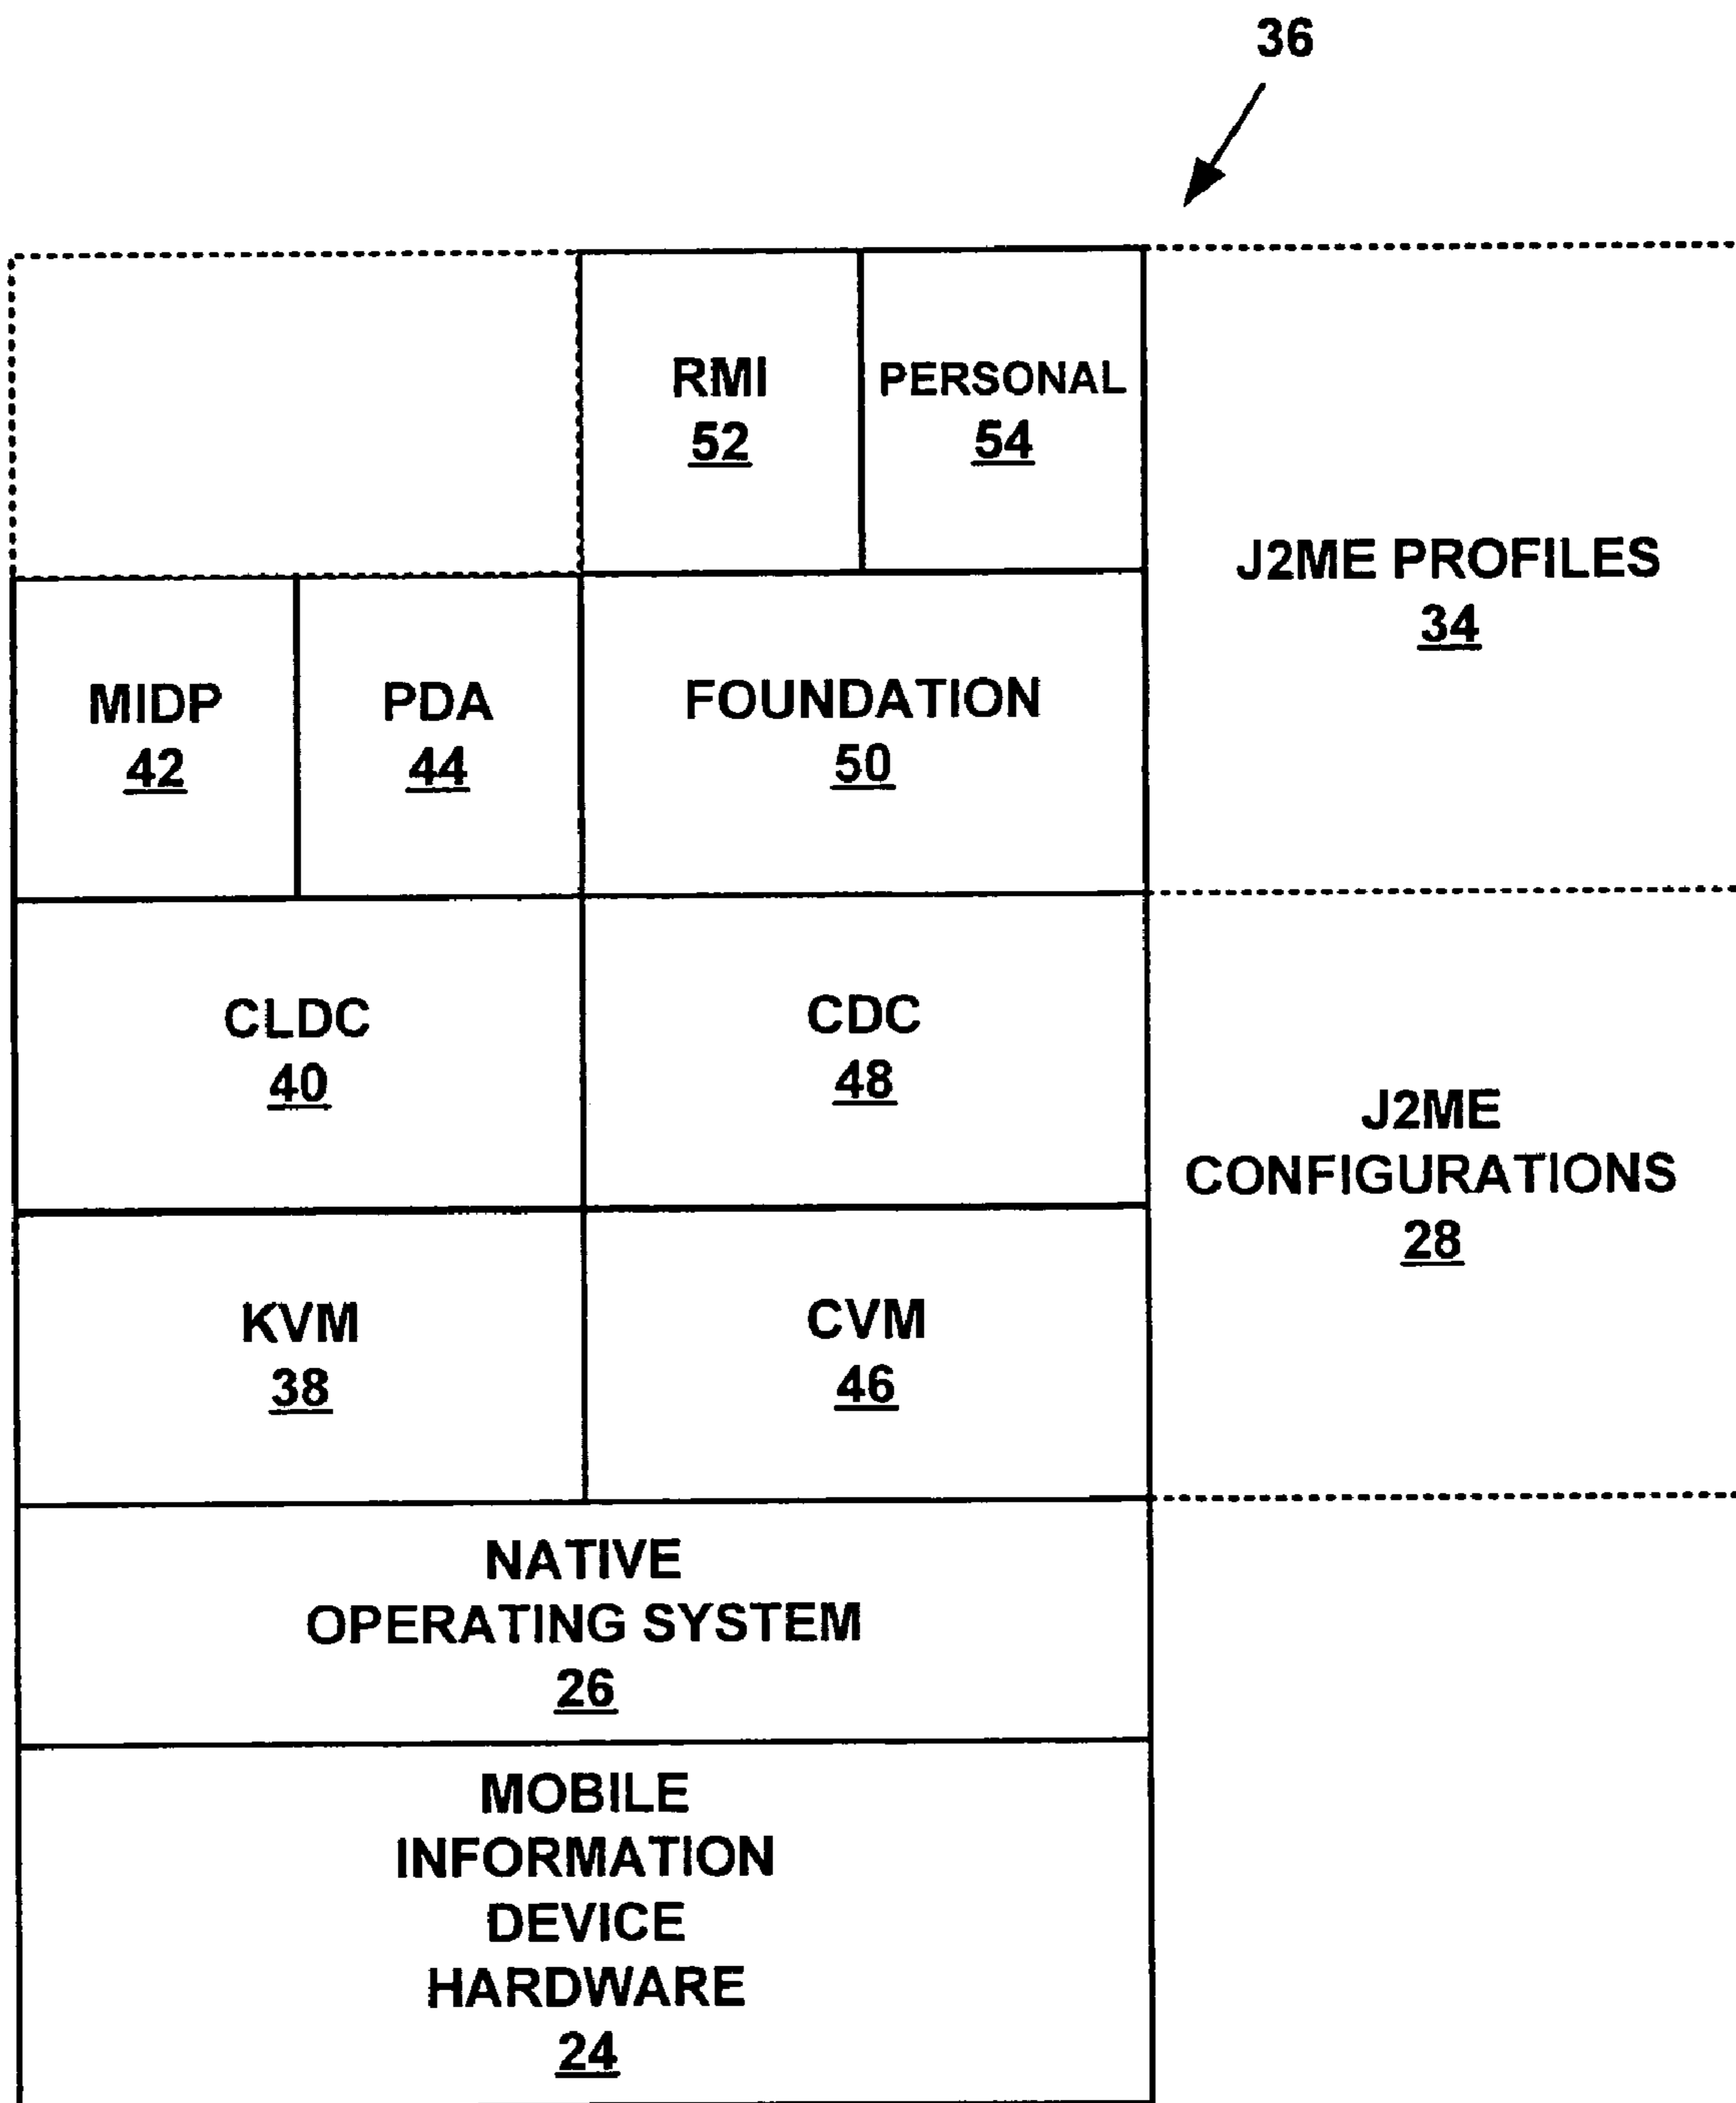 36
RMI
52
PERSONAL
54
J2ME PROFILES
34
MIDP
42
PDA
44
FOUNDATION
50
CLDC
40
CDC
48
J2ME
CONFIGURATIONS
28
KVM
38
CVM
46
NATIVE
OPERATING SYSTEM
26
MOBILE
INFORMATION
DEVICE
HARDWARE
24